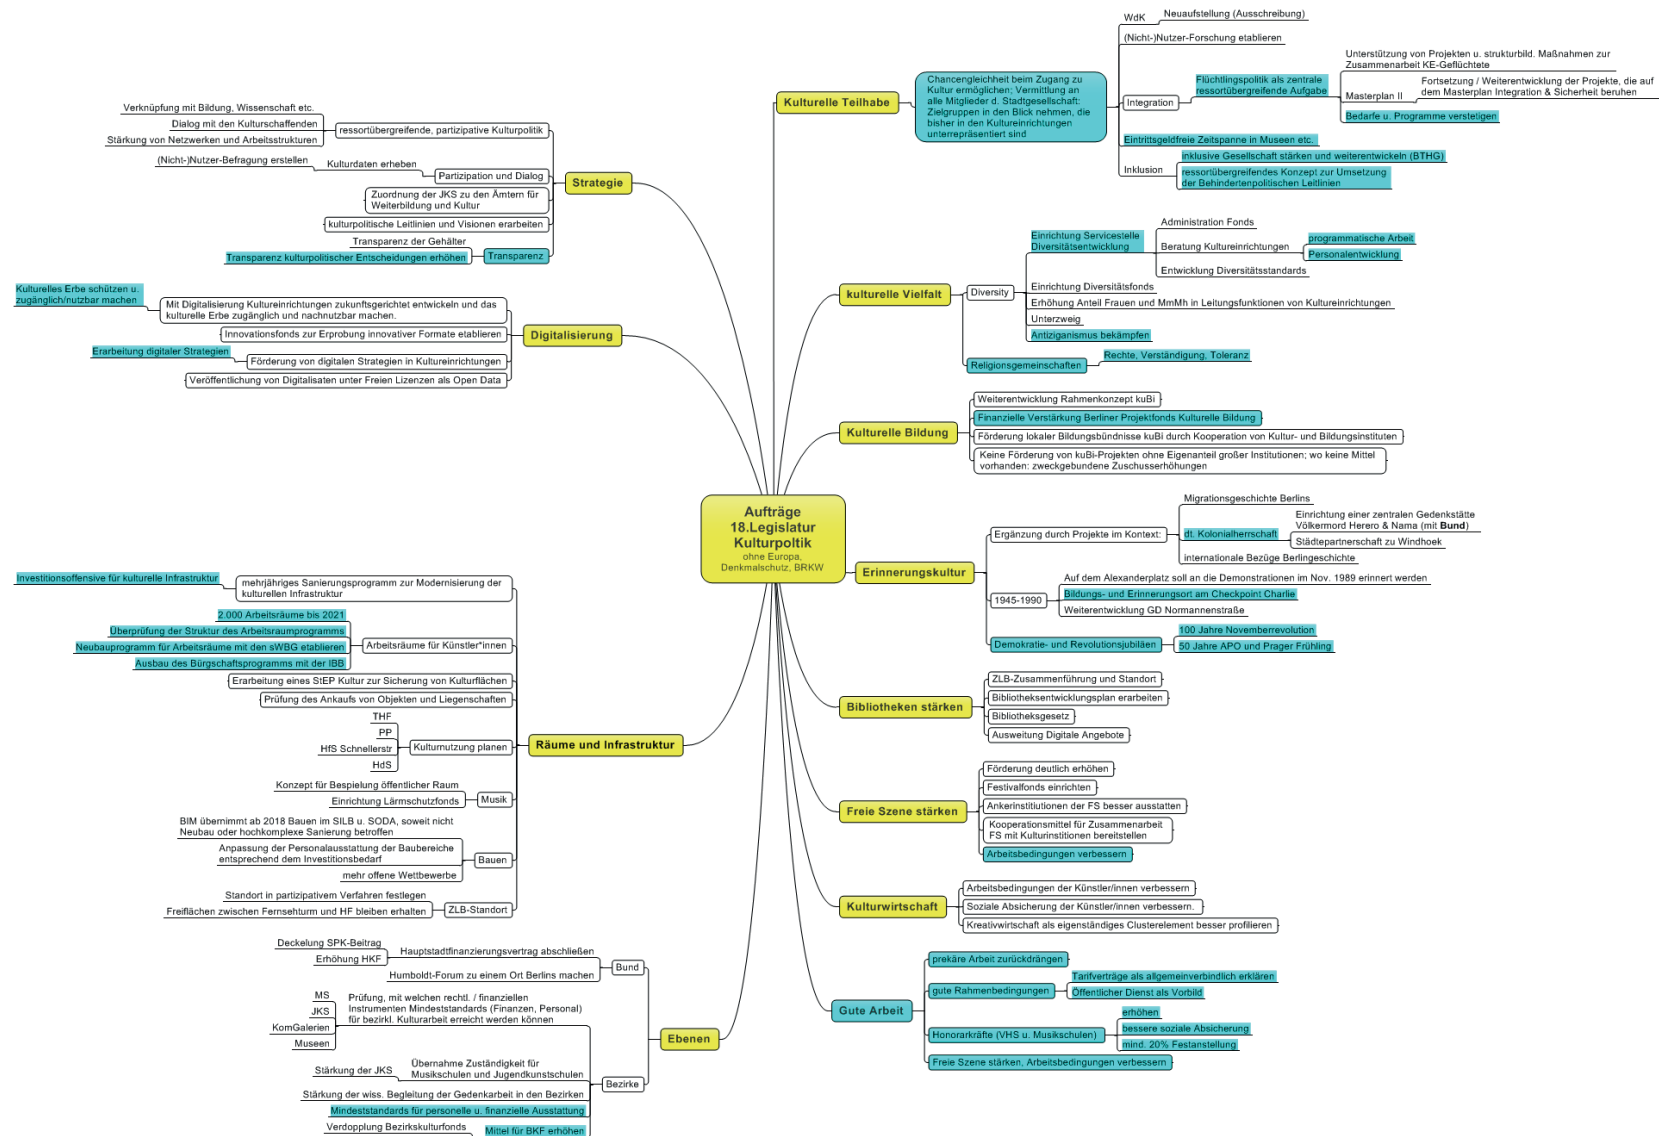 Aufträge
18.Legislatur
Kulturpoltik
ohne Europa,
Denkmalschutz, BRKW
Kulturelle Teilhabe
Chancengleichheit beim Zugang zu
Kultur ermöglichen; Vermittlung an
alle Mitglieder d. Stadtgesellschaft:
Zielgruppen in den Blick nehmen, die
bisher in den Kultureinrichtungen
unterrepräsentiert sind
WdK
Neuaufstellung (Ausschreibung)
(Nicht-)Nutzer-Forschung etablieren
Integration
Flüchtlingspolitik als zentrale
ressortübergreifende Aufgabe
Unterstützung von Projekten u. strukturbild. Maßnahmen zur
Zusammenarbeit KE-Geflüchtete
Masterplan II
Fortsetzung / Weiterentwicklung der Projekte, die auf
dem Masterplan Integration & Sicherheit beruhen
Bedarfe u. Programme verstetigen
Eintrittsgeldfreie Zeitspanne in Museen etc.
Inklusion
inklusive Gesellschaft stärken und weiterentwickeln (BTHG)
ressortübergreifendes Konzept zur Umsetzung
der Behindertenpolitischen Leitlinien
kulturelle Vielfalt
Diversity
Einrichtung Servicestelle
Diversitätsentwicklung
Administration Fonds
Beratung Kultureinrichtungen
programmatische Arbeit
Personalentwicklung
Entwicklung Diversitätsstandards
Einrichtung Diversitätsfonds
Erhöhung Anteil Frauen und MmMh in Leitungsfunktionen von Kultureinrichtungen
Unterzweig
Antiziganismus bekämpfen
Religionsgemeinschaften
Rechte, Verständigung, Toleranz
Kulturelle Bildung
Weiterentwicklung Rahmenkonzept kuBi
Finanzielle Verstärkung Berliner Projektfonds Kulturelle Bildung
Förderung lokaler Bildungsbündnisse kuBi durch Kooperation von Kultur- und Bildungsinstituten
Keine Förderung von kuBi-Projekten ohne Eigenanteil großer Institutionen; wo keine Mittel
vorhanden: zweckgebundene Zuschusserhöhungen
Erinnerungskultur
Ergänzung durch Projekte im Kontext:
Migrationsgeschichte Berlins
dt. Kolonialherrschaft
Einrichtung einer zentralen Gedenkstätte
Völkermord Herero & Nama (mit Bund)
Städtepartnerschaft zu Windhoek
internationale Bezüge Berlingeschichte
1945-1990
Auf dem Alexanderplatz soll an die Demonstrationen im Nov. 1989 erinnert werden
Bildungs- und Erinnerungsort am Checkpoint Charlie
Weiterentwicklung GD Normannenstraße
Demokratie- und Revolutionsjubiläen
100 Jahre Novemberrevolution
50 Jahre APO und Prager Frühling
Bibliotheken stärken
ZLB-Zusammenführung und Standort
Bibliotheksentwicklungsplan erarbeiten
Bibliotheksgesetz
Ausweitung Digitale Angebote
Freie Szene stärken
Förderung deutlich erhöhen
Festivalfonds einrichten
Ankerinstitiutionen der FS besser ausstatten
Kooperationsmittel für Zusammenarbeit
FS mit Kulturinstitionen bereitstellen
Arbeitsbedingungen verbessern
Kulturwirtschaft
Arbeitsbedingungen der Künstler/innen verbessern
Soziale Absicherung der Künstler/innen verbessern.
Kreativwirtschaft als eigenständiges Clusterelement besser profilieren
Gute Arbeit
prekäre Arbeit zurückdrängen
gute Rahmenbedingungen
Tarifverträge als allgemeinverbindlich erklären
Öffentlicher Dienst als Vorbild
Honorarkräfte (VHS u. Musikschulen)
erhöhen
bessere soziale Absicherung
mind. 20% Festanstellung
Freie Szene stärken, Arbeitsbedingungen verbessern
Strategie
ressortübergreifende, partizipative Kulturpolitik
Verknüpfung mit Bildung, Wissenschaft etc.
Dialog mit den Kulturschaffenden
Stärkung von Netzwerken und Arbeitsstrukturen
Partizipation und Dialog
Kulturdaten erheben
(Nicht-)Nutzer-Befragung erstellen
Zuordnung der JKS zu den Ämtern für
Weiterbildung und Kultur
kulturpolitische Leitlinien und Visionen erarbeiten
Transparenz
Transparenz der Gehälter
Transparenz kulturpolitischer Entscheidungen erhöhen
Digitalisierung
Mit Digitalisierung Kultureinrichtungen zukunftsgerichtet entwickeln und das
kulturelle Erbe zugänglich und nachnutzbar machen.
Kulturelles Erbe schützen u.
zugänglich/nutzbar machen
Innovationsfonds zur Erprobung innovativer Formate etablieren
Förderung von digitalen Strategien in Kultureinrichtungen
Erarbeitung digitaler Strategien
Veröffentlichung von Digitalisaten unter Freien Lizenzen als Open Data
Räume und Infrastruktur
mehrjähriges Sanierungsprogramm zur Modernisierung der
kulturellen Infrastruktur
Investitionsoffensive für kulturelle Infrastruktur
Arbeitsräume für Künstler*innen
2.000 Arbeitsräume bis 2021
Überprüfung der Struktur des Arbeitsraumprogramms
Neubauprogramm für Arbeitsräume mit den sWBG etablieren
Ausbau des Bürgschaftsprogramms mit der IBB
Erarbeitung eines StEP Kultur zur Sicherung von Kulturflächen
Prüfung des Ankaufs von Objekten und Liegenschaften
Kulturnutzung planen
THF
PP
HfS Schnellerstr
HdS
Musik
Konzept für Bespielung öffentlicher Raum
Einrichtung Lärmschutzfonds
Bauen
BIM übernimmt ab 2018 Bauen im SILB u. SODA, soweit nicht
Neubau oder hochkomplexe Sanierung betroffen
Anpassung der Personalausstattung der Baubereiche
entsprechend dem Investitionsbedarf
mehr offene Wettbewerbe
ZLB-Standort
Standort in partizipativem Verfahren festlegen
Freiflächen zwischen Fernsehturm und HF bleiben erhalten
Ebenen
Bund
Hauptstadtfinanzierungsvertrag abschließen
Deckelung SPK-Beitrag
Erhöhung HKF
Humboldt-Forum zu einem Ort Berlins machen
Bezirke
Prüfung, mit welchen rechtl. / finanziellen
Instrumenten Mindeststandards (Finanzen, Personal)
für bezirkl. Kulturarbeit erreicht werden können
MS
JKS
KomGalerien
Museen
Übernahme Zuständigkeit für
Musikschulen und Jugendkunstschulen
Stärkung der JKS
Stärkung der wiss. Begleitung der Gedenkarbeit in den Bezirken
Mindeststandards für personelle u. finanzielle Ausstattung
Mittel für BKF erhöhen
Verdopplung Bezirkskulturfonds